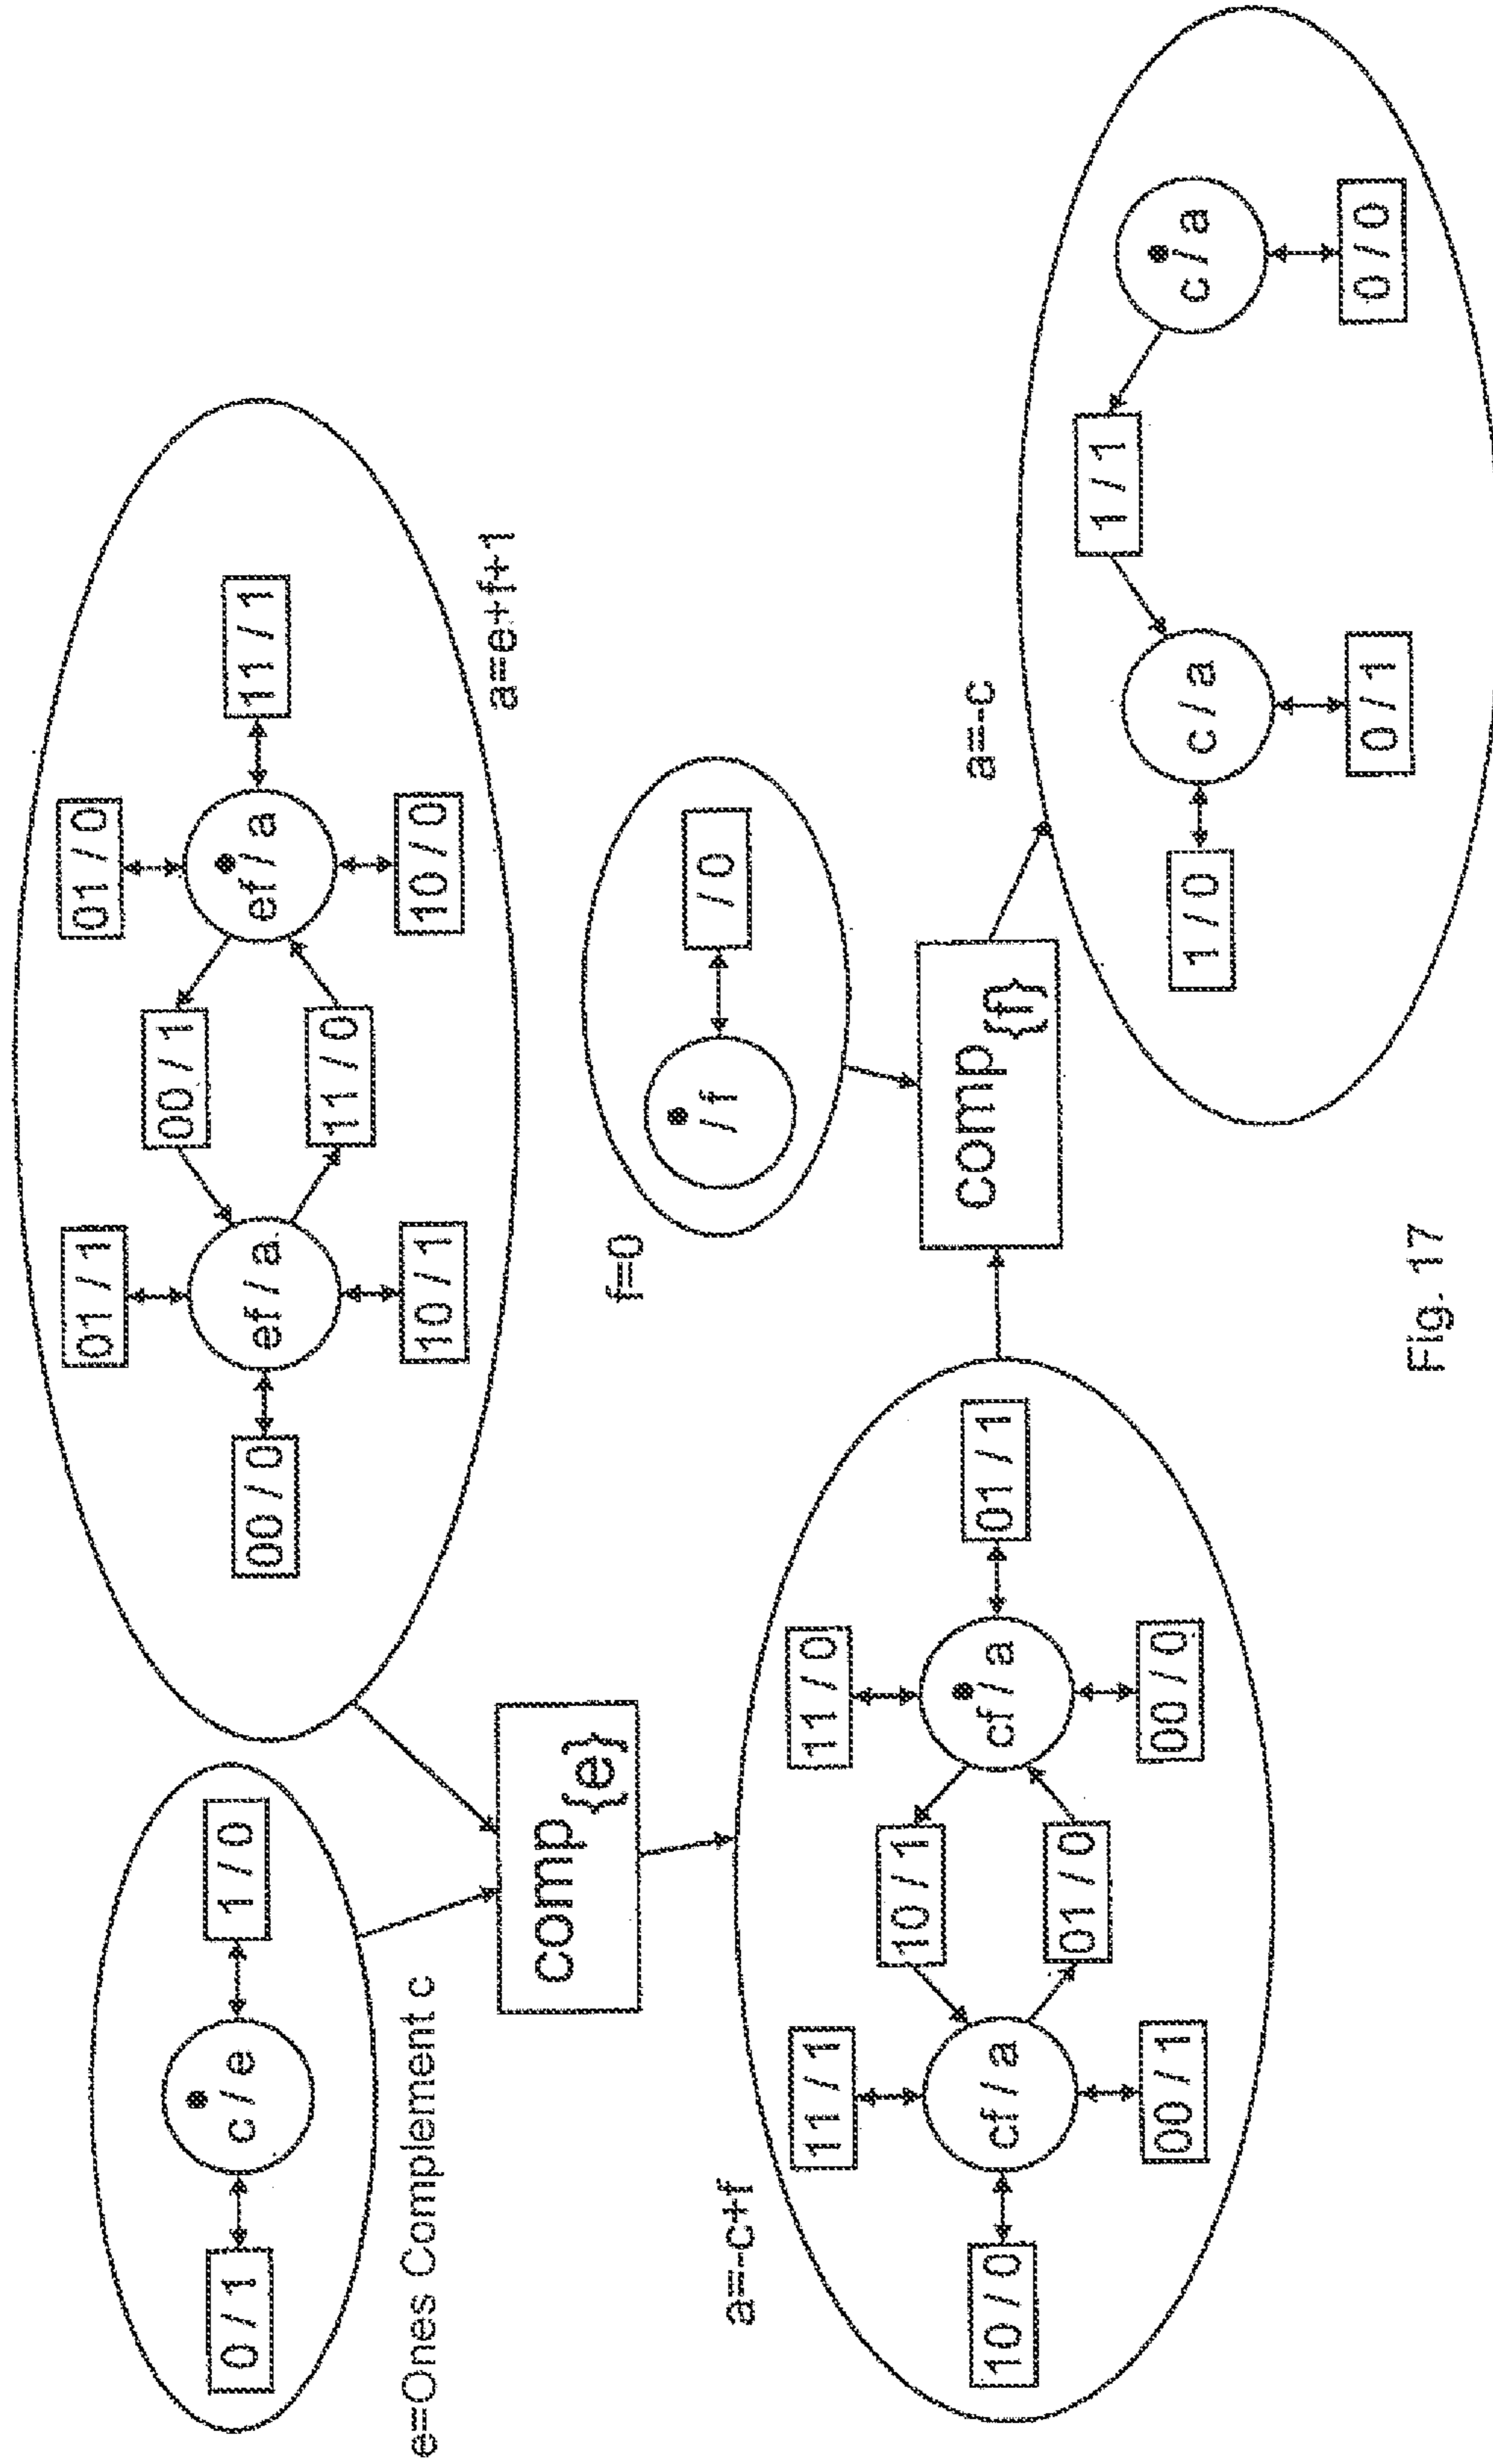 0 / 1
c / e
1 / 0
e=Ones Complement c
01 / 1
01 / 0
00 / 1
00 / 0
ef / a
ef / a
11 / 1
11 / 0
10 / 1
10 / 0
a=e+f+1
comp{e}
f=0
/ f
/ 0
a=-c+f
11 / 1
11 / 0
10 / 1
10 / 0
cf / a
cf / a
01 / 1
01 / 0
00 / 1
00 / 0
comp{f}
a=-c
1 / 1
1 / 0
c / a
c / a
0 / 1
0 / 0
Fig. 17